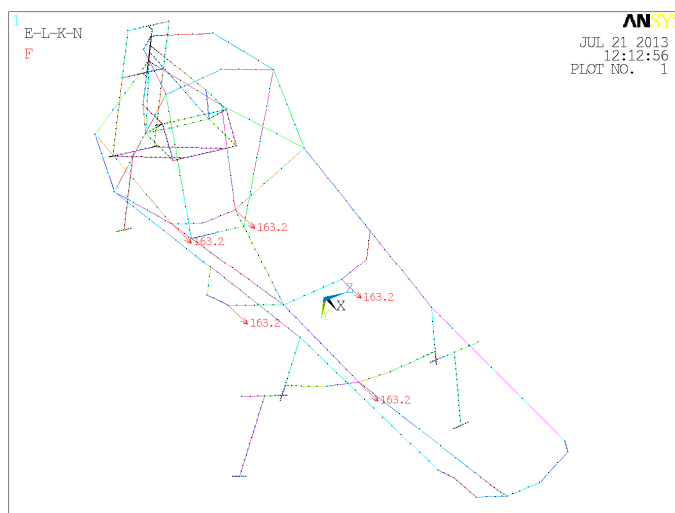 1
E-L-K-N
F
ANSYS
JUL 21 2013
12:12:56
PLOT NO. 1
163.2
163.2
Z
163.2
X
Y
163.2
163.2